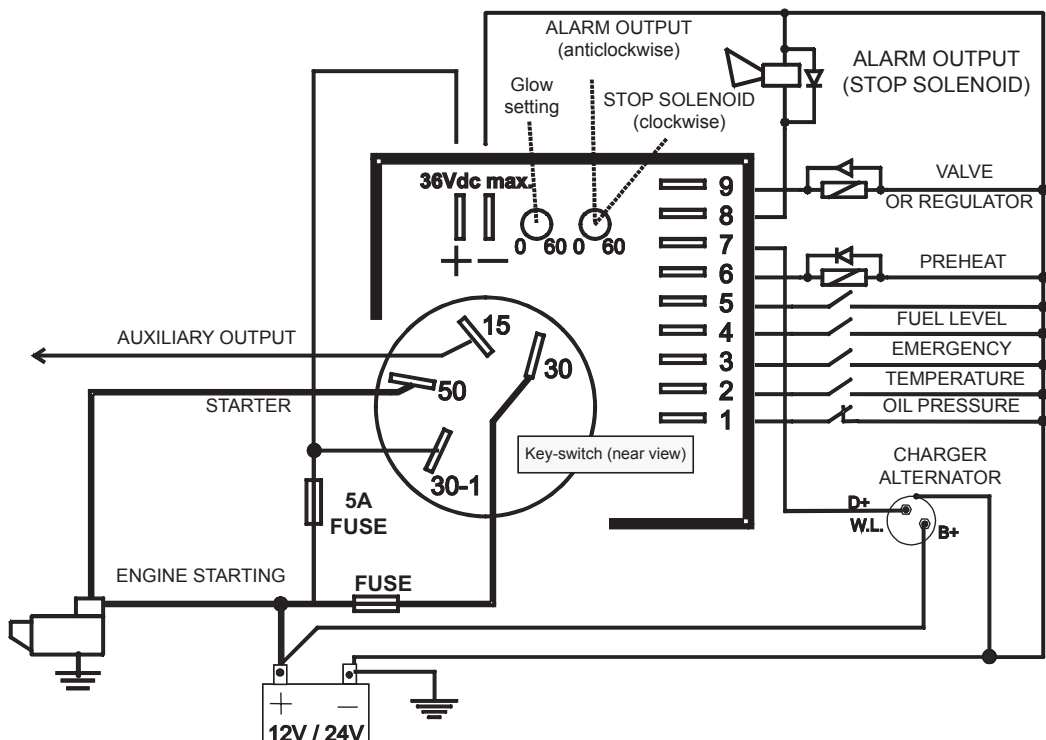 ALARM OUTPUT
(anticlockwise)
ALARM OUTPUT
(STOP SOLENOID)
Glow
setting
STOP SOLENOID
(clockwise)
36Vdc max.
0 60 0 60
+ −
9
8
7
6
5
4
3
2
1
VALVE
OR REGULATOR
PREHEAT
FUEL LEVEL
EMERGENCY
TEMPERATURE
OIL PRESSURE
AUXILIARY OUTPUT
15
30
50
STARTER
30-1
Key-switch (near view)
5A
FUSE
CHARGER
ALTERNATOR
D+
W.L.
B+
ENGINE STARTING
FUSE
+ −
12V / 24V